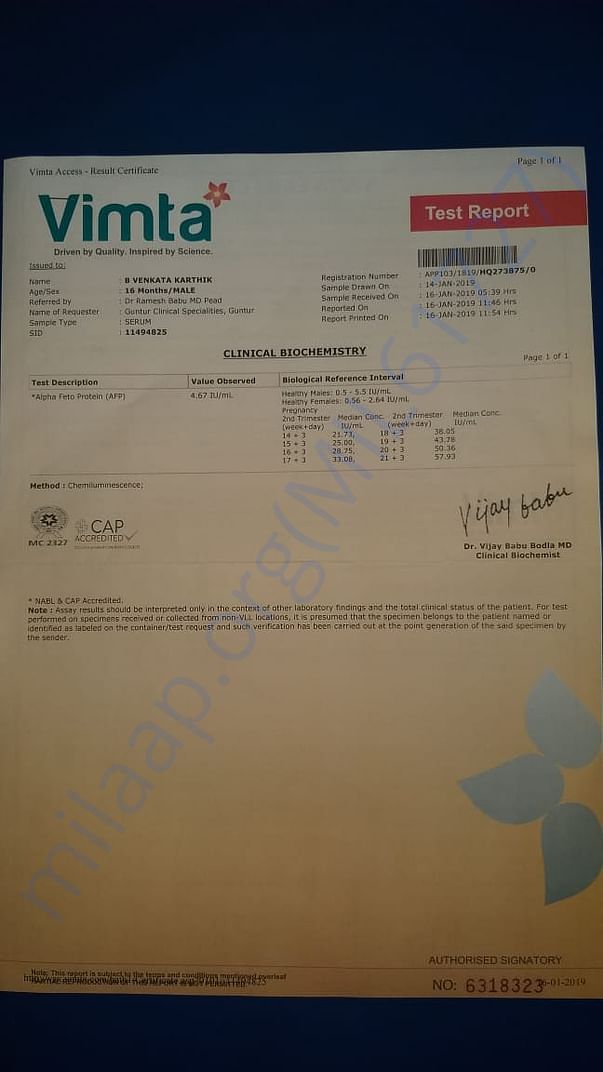 Vimta Access - Result Certificate
Page 1 of 1
Vimta
Driven by Quality. Inspired by Science.
Test Report
Issued to:
Name : B VENKATA KARTHIK
Age/Sex : 16 Months/MALE
Referred by : Dr Ramesh Babu MD Pead
Name of Requester : Guntur Clinical Specialities, Guntur
Sample Type : SERUM
SID : 11494825
Registration Number : APP103/1819/HQ273875/0
Sample Drawn On : 14-JAN-2019
Sample Received On : 16-JAN-2019 05:39 Hrs
Reported On : 16-JAN-2019 11:46 Hrs
Report Printed On : 16-JAN-2019 11:54 Hrs
CLINICAL BIOCHEMISTRY
Page 1 of 1
Test Description Value Observed Biological Reference Interval
*Alpha Feto Protein (AFP) 4.67 IU/mL Healthy Males: 0.5 - 5.5 IU/mL
Healthy Females: 0.56 - 2.64 IU/mL
Pregnancy
2nd Trimester Median Conc. 2nd Trimester Median Conc.
(week+day) IU/mL (week+day) IU/mL
14 + 3 21.73, 18 + 3 38.05
15 + 3 25.00, 19 + 3 43.78
16 + 3 28.75, 20 + 3 50.36
17 + 3 33.08, 21 + 3 57.93
Method : Chemiluminescence;
Vijay babu
MC 2327
CAP
ACCREDITED
Dr. Vijay Babu Bodla MD
Clinical Biochemist
* NABL & CAP Accredited.
Note : Assay results should be interpreted only in the context of other laboratory findings and the total clinical status of the patient. For test
performed on specimens received or collected from non-VLL locations, it is presumed that the specimen belongs to the patient named or
identified as labeled on the container/test request and such verification has been carried out at the point generation of the said specimen by
the sender.
AUTHORISED SIGNATORY
Note: This report is subject to the terms and conditions mentioned overleaf
PARTIAL REPRODUCTION OF THIS REPORT IS NOT PERMITTED
NO: 6318323
-01-2019